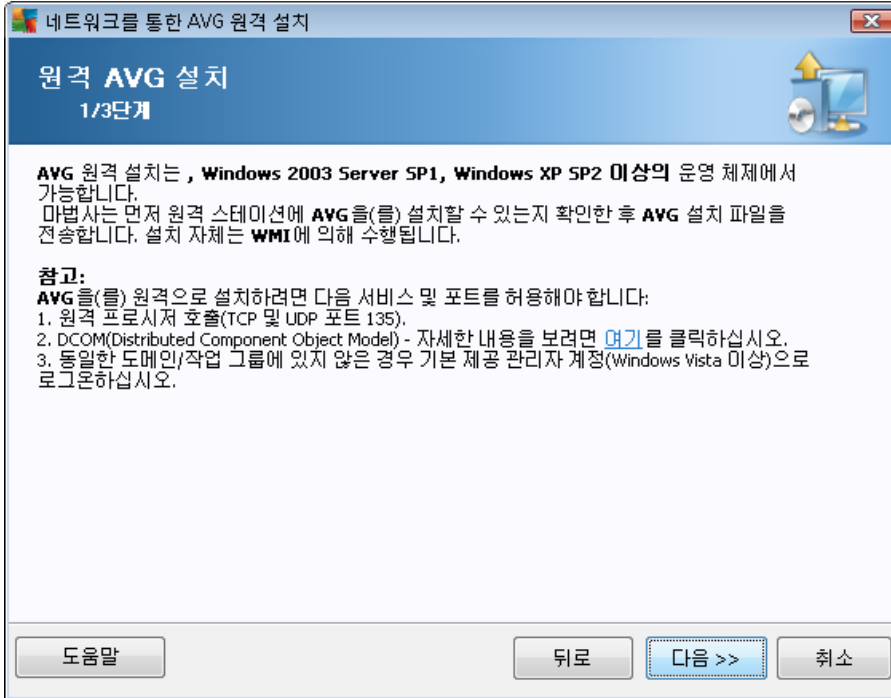 네트워크를 통한 AVG 원격 설치
원격 AVG 설치
1/3단계
AVG 원격 설치는 , Windows 2003 Server SP1, Windows XP SP2 이상의 운영 체제에서
가능합니다.
마법사는 먼저 원격 스테이션에 AVG을(를) 설치할 수 있는지 확인한 후 AVG 설치 파일을
전송합니다. 설치 자체는 WMI에 의해 수행됩니다.
참고:
AVG을(를) 원격으로 설치하려면 다음 서비스 및 포트를 허용해야 합니다:
1. 원격 프로시저 호출(TCP 및 UDP 포트 135).
2. DCOM(Distributed Component Object Model) - 자세한 내용을 보려면 여기를 클릭하십시오.
3. 동일한 도메인/작업 그룹에 있지 않은 경우 기본 제공 관리자 계정(Windows Vista 이상)으로
로그온하십시오.
도움말
뒤로
다음 >>
취소